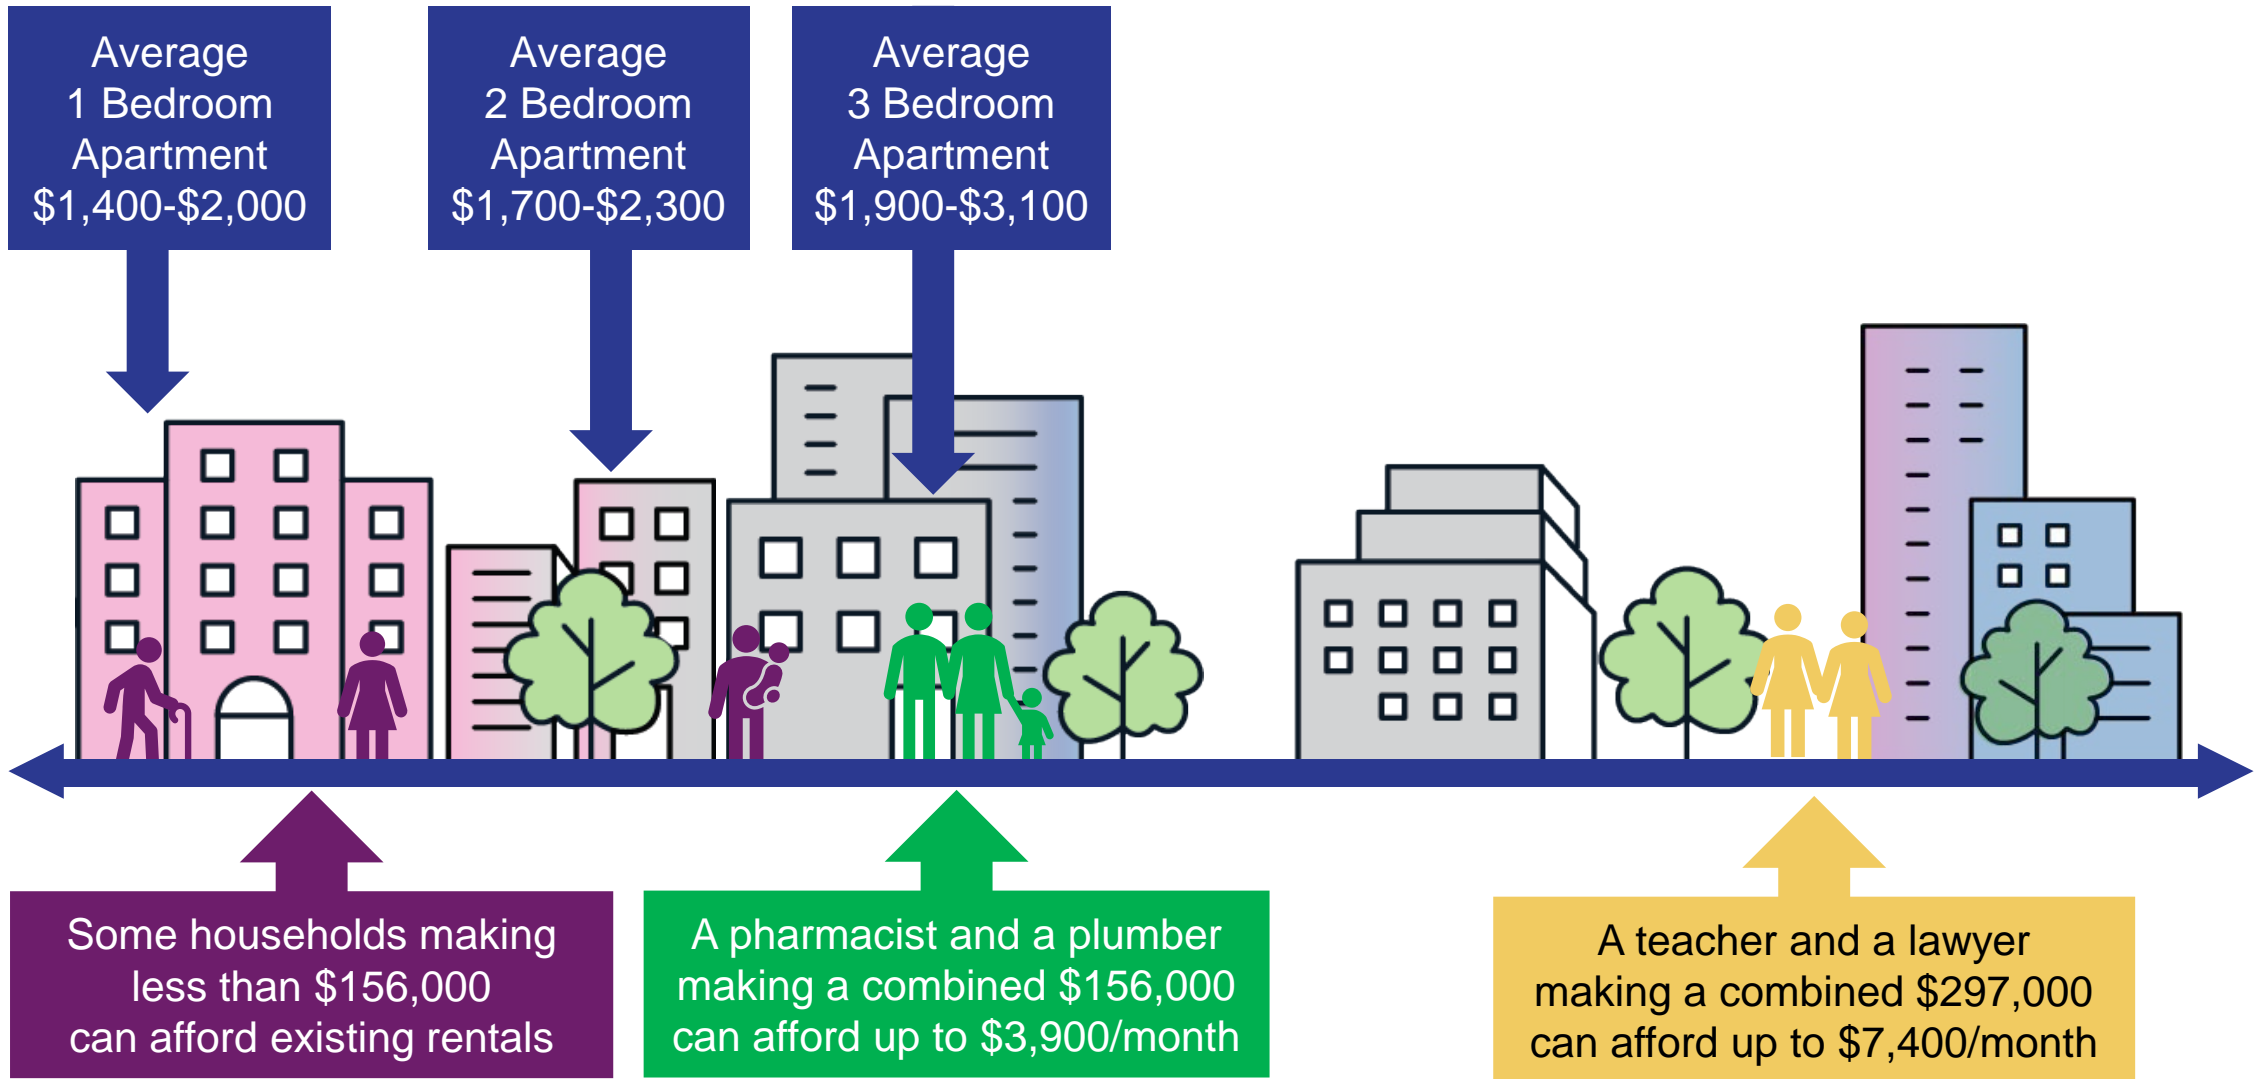 Average
1 Bedroom
Apartment
$1,400-$2,000
Average
2 Bedroom
Apartment
$1,700-$2,300
Average
3 Bedroom
Apartment
$1,900-$3,100
Some households making
less than $156,000
can afford existing rentals
A pharmacist and a plumber
making a combined $156,000
can afford up to $3,900/month
A teacher and a lawyer
making a combined $297,000
can afford up to $7,400/month